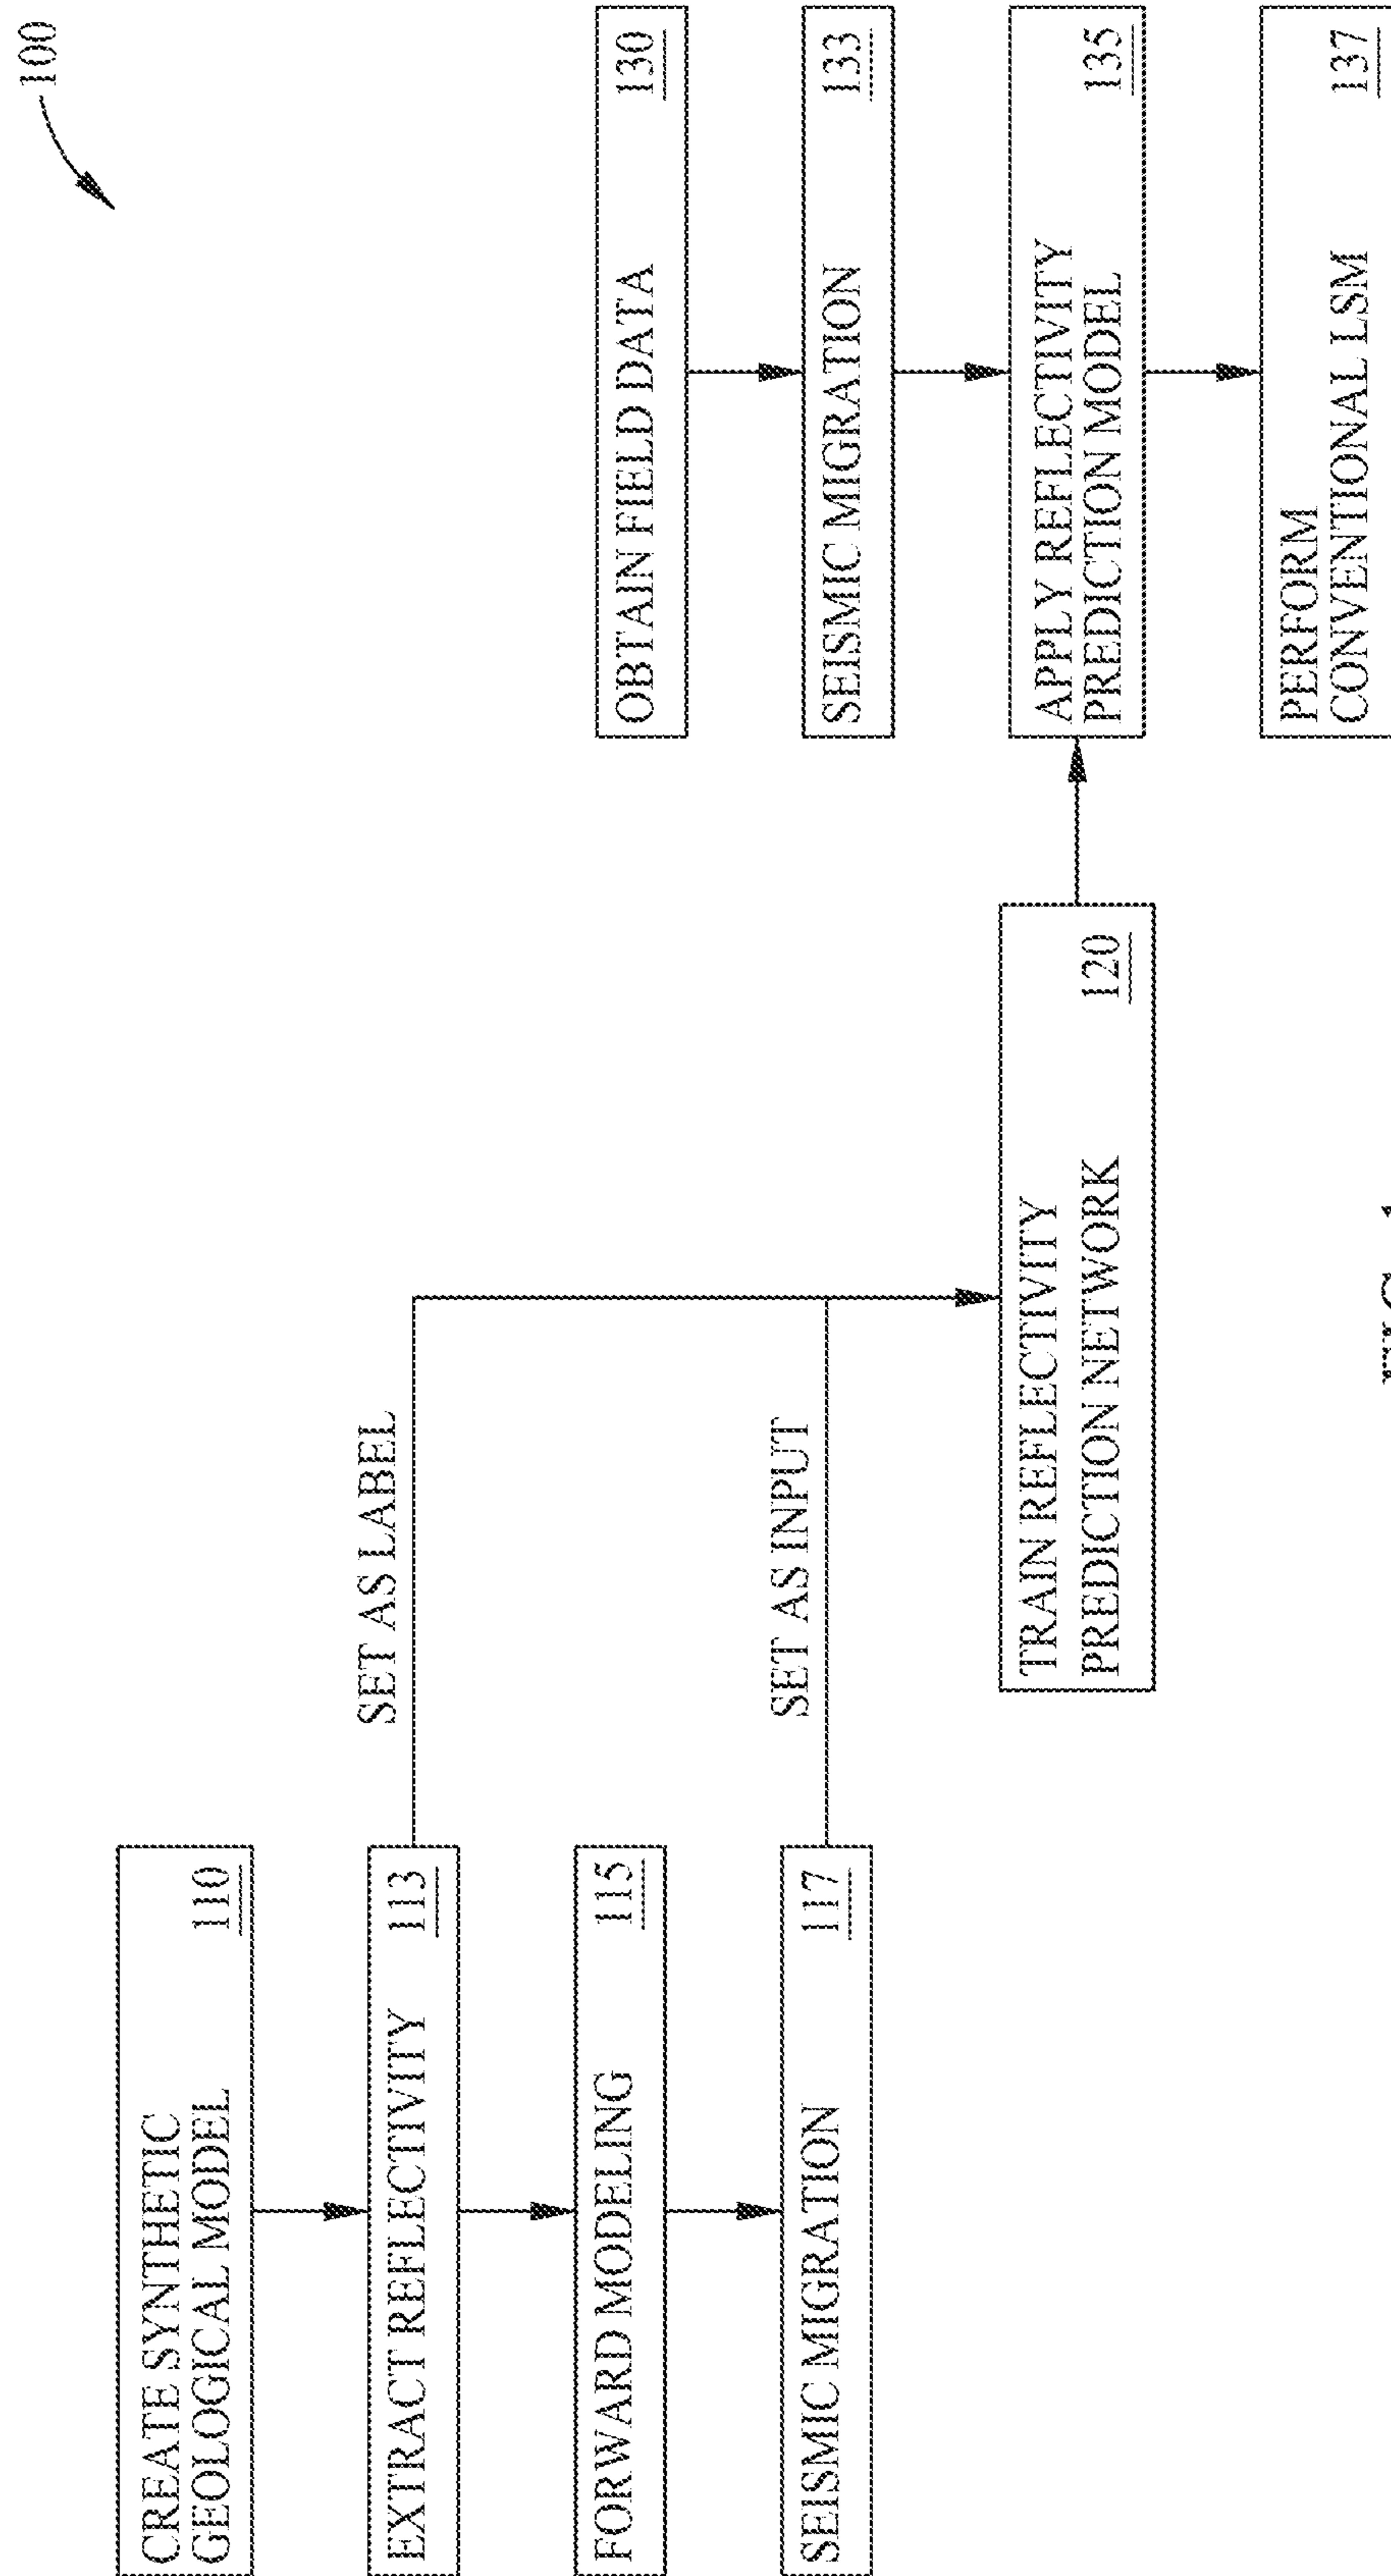 100
CREATE SYNTHETIC
GEOLOGICAL MODEL 110
EXTRACT REFLECTIVITY 113
SET AS LABEL
FORWARD MODELING 115
SEISMIC MIGRATION 117
SET AS INPUT
TRAIN REFLECTIVITY
PREDICTION NETWORK 120
OBTAIN FIELD DATA 130
SEISMIC MIGRATION 133
APPLY REFLECTIVITY
PREDICTION MODEL 135
PERFORM
CONVENTIONAL LSM 137